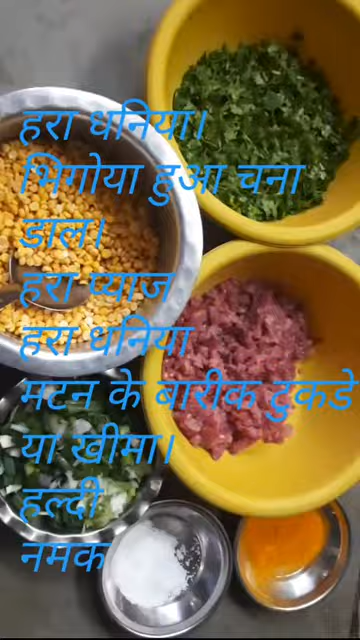 हरा धनिया।
भिगोया हुआ चना
डाल।
हरा प्याज
हरा धनिया
मटन के बारीक टुकडे
या खीमा।
हल्दी
नमक